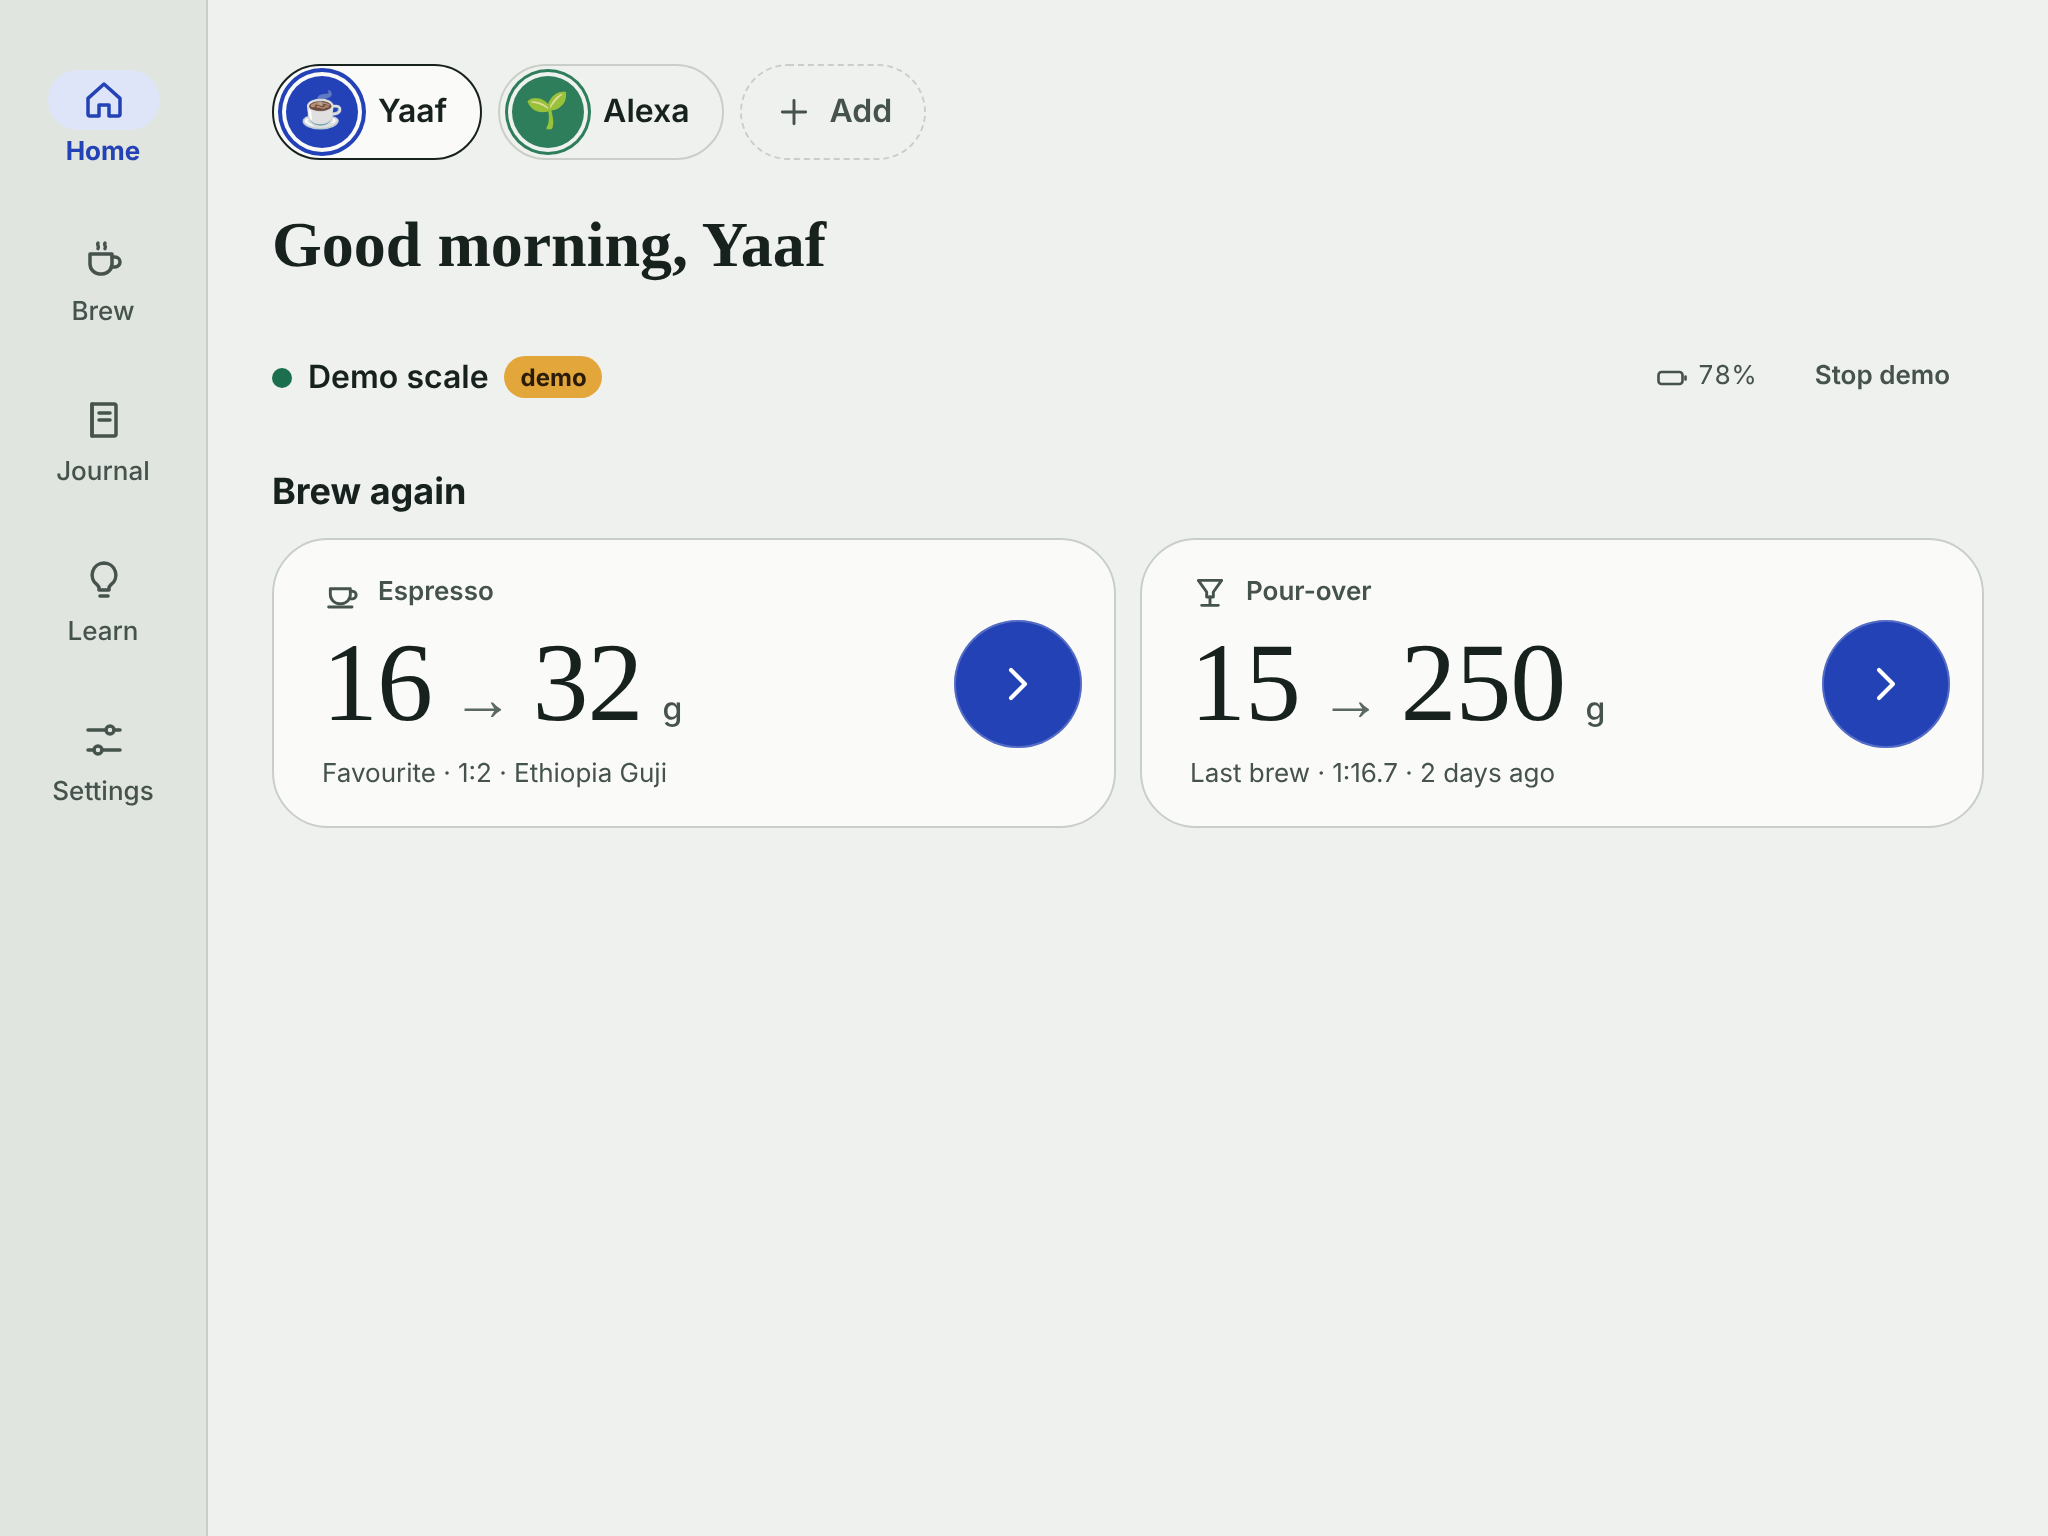 Home
Brew
Journal
Learn
Settings
Yaaf
Alexa
Add
Good morning, Yaaf
Demo scale demo
78% Stop demo
Brew again
Espresso
16 → 32 g
Favourite · 1:2 · Ethiopia Guji
Pour-over
15 → 250 g
Last brew · 1:16.7 · 2 days ago